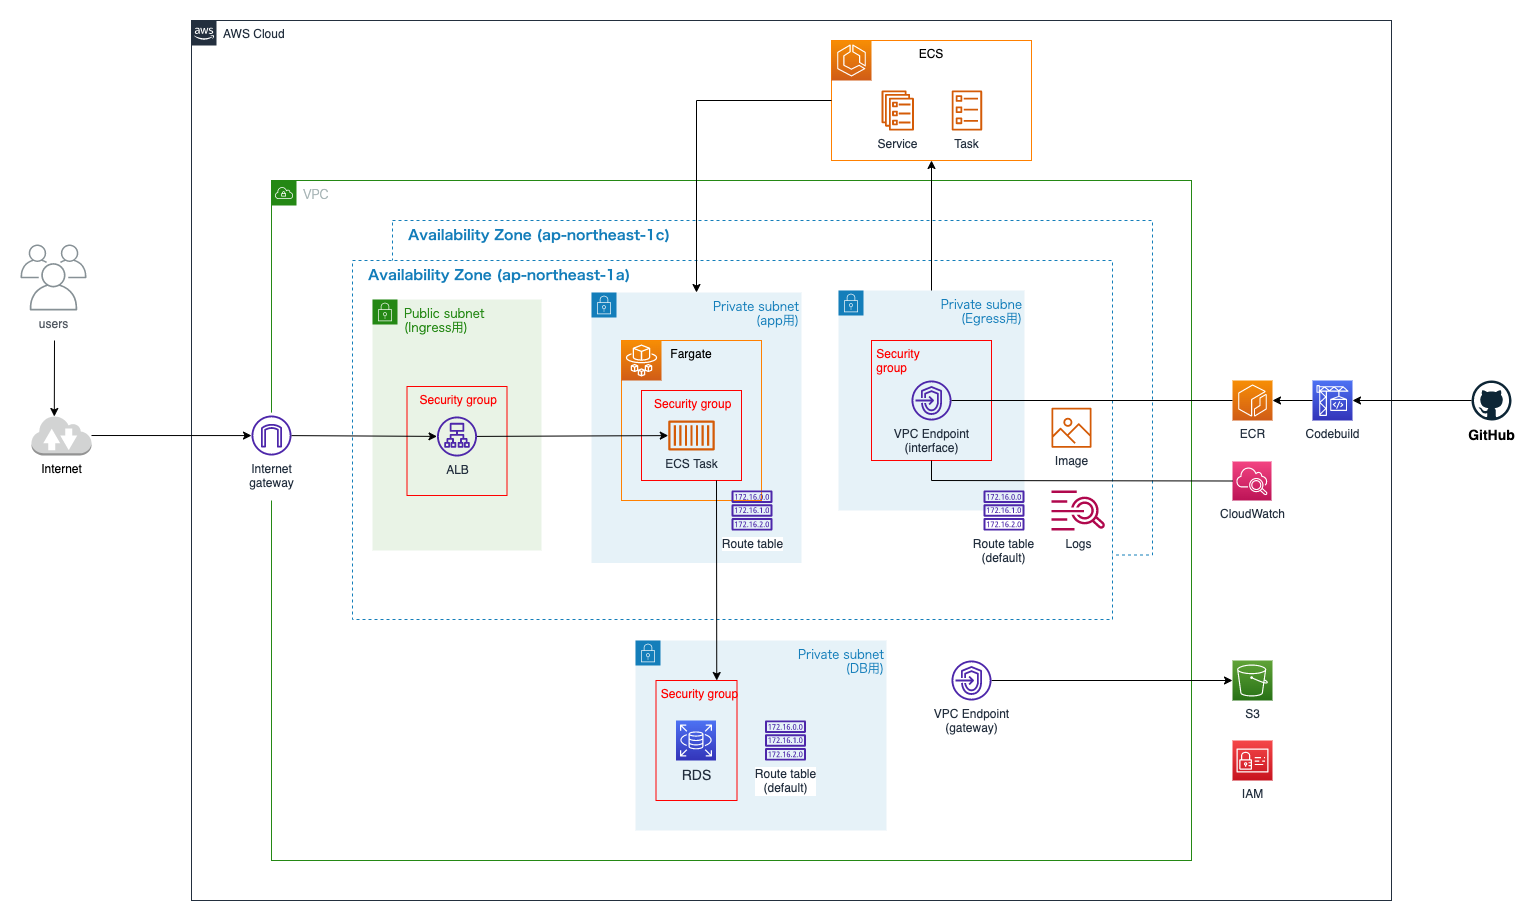 aws
AWS Cloud
ECS
Service
Task
VPC
Availability Zone (ap-northeast-1c)
Availability Zone (ap-northeast-1a)
users
Internet
Internet
gateway
Public subnet
(Ingress用)
Security group
ALB
Private subnet
(app用)
Fargate
Security group
ECS Task
172.16.0.0
172.16.1.0
172.16.2.0
Route table
Private subne
(Egress用)
Security
group
VPC Endpoint
(interface)
Image
172.16.0.0
172.16.1.0
172.16.2.0
Route table
(default)
Logs
ECR
Codebuild
GitHub
CloudWatch
Private subnet
(DB用)
Security group
RDS
172.16.0.0
172.16.1.0
172.16.2.0
Route table
(default)
VPC Endpoint
(gateway)
S3
IAM